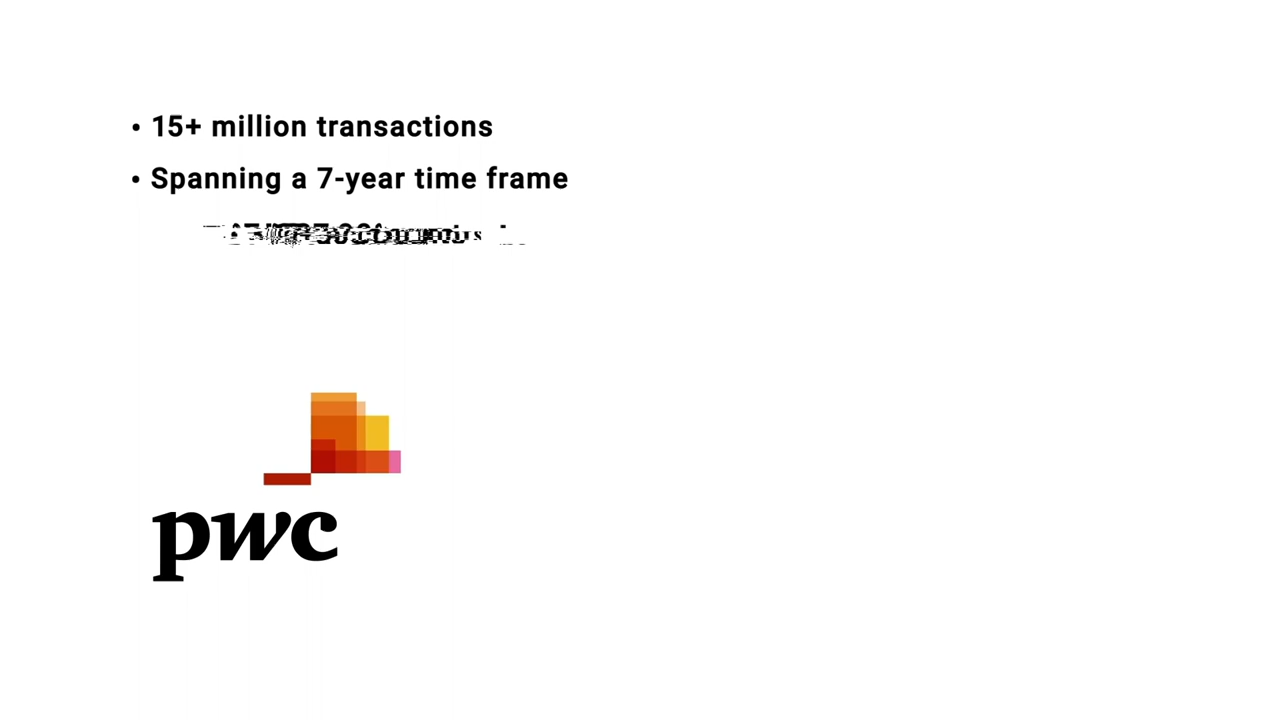 • 15+ million transactions
• Spanning a 7-year time frame
pwc